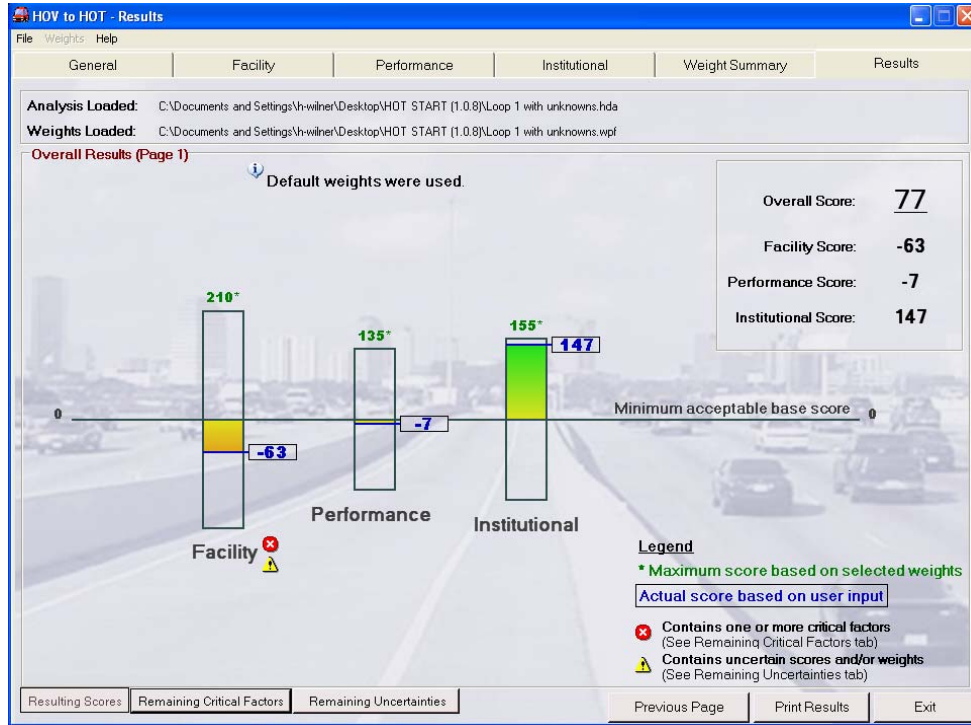 HOV to HOT - Results
File Weights Help
General Facility Performance Institutional Weight Summary Results
Analysis Loaded: C:\Documents and Settings\h-wilner\Desktop\HOT START (1.0.8)\Loop 1 with unknowns.hda
Weights Loaded: C:\Documents and Settings\h-wilner\Desktop\HOT START (1.0.8)\Loop 1 with unknowns.wpf
Overall Results (Page 1)
Default weights were used.
Overall Score: 77
Facility Score: -63
Performance Score: -7
Institutional Score: 147
210*
135*
155*
147
Minimum acceptable base score
0 0
-7
-63
Performance
Institutional
Facility
Legend
* Maximum score based on selected weights
Actual score based on user input
Contains one or more critical factors
(See Remaining Critical Factors tab)
Contains uncertain scores and/or weights
(See Remaining Uncertainties tab)
Resulting Scores Remaining Critical Factors Remaining Uncertainties Previous Page Print Results Exit